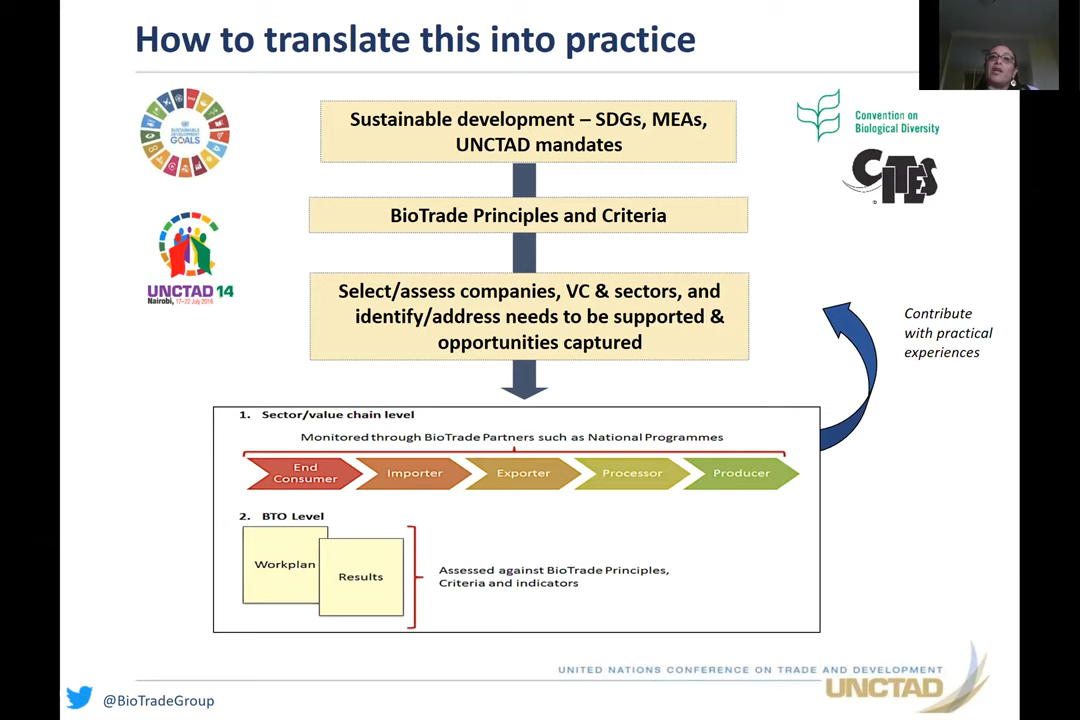 How to translate this into practice
SUSTAINABLE
DEVELOPMENT
GOALS
Sustainable development – SDGs, MEAs,
UNCTAD mandates
Convention on
Biological Diversity
CITES
BioTrade Principles and Criteria
UNCTAD 14
Nairobi, 17-22 July 2016
Select/assess companies, VC & sectors, and
identify/address needs to be supported &
opportunities captured
Contribute
with practical
experiences
1. Sector/value chain level
Monitored through BioTrade Partners such as National Programmes
End
Consumer
Importer
Exporter
Processor
Producer
2. BTO Level
Workplan
Results
Assessed against BioTrade Principles,
Criteria and indicators
UNITED NATIONS CONFERENCE ON TRADE AND DEVELOPMENT
UNCTAD
@BioTradeGroup